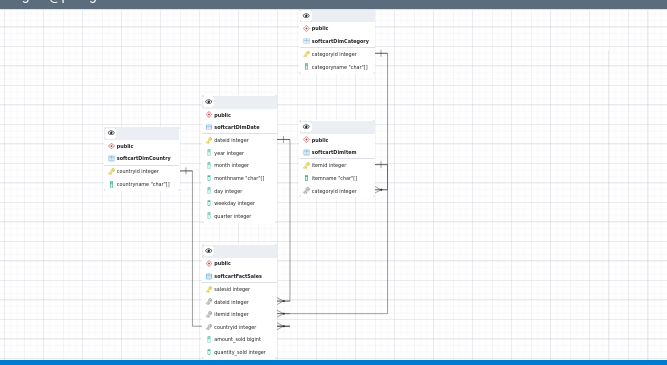 public
softcartDimCategory
categoryid integer
categoryname "char"[]
public
softcartDimDate
dateid integer
year integer
month integer
monthname "char"[]
day integer
weekday integer
quarter integer
public
softcartDimItem
itemid integer
itemname "char"[]
categoryid integer
public
softcartDimCountry
countryid integer
countryname "char"[]
public
softcartFactSales
salesid integer
dateid integer
itemid integer
countryid integer
amount_sold bigint
quantity_sold integer